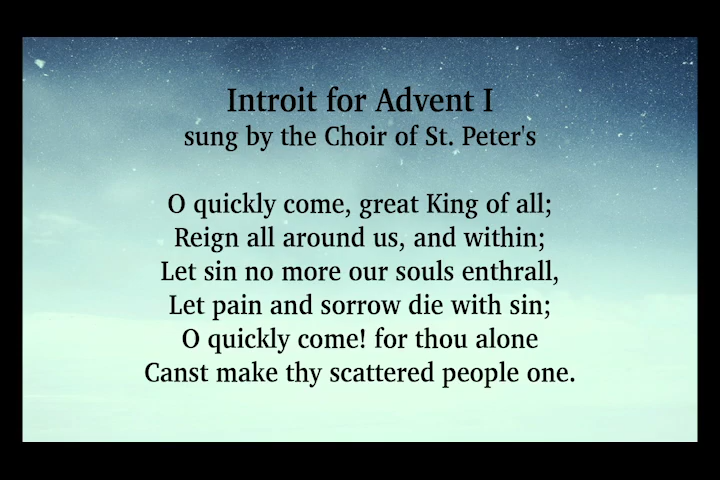 Introit for Advent I
sung by the Choir of St. Peter's
O quickly come, great King of all;
Reign all around us, and within;
Let sin no more our souls enthrall,
Let pain and sorrow die with sin;
O quickly come! for thou alone
Canst make thy scattered people one.